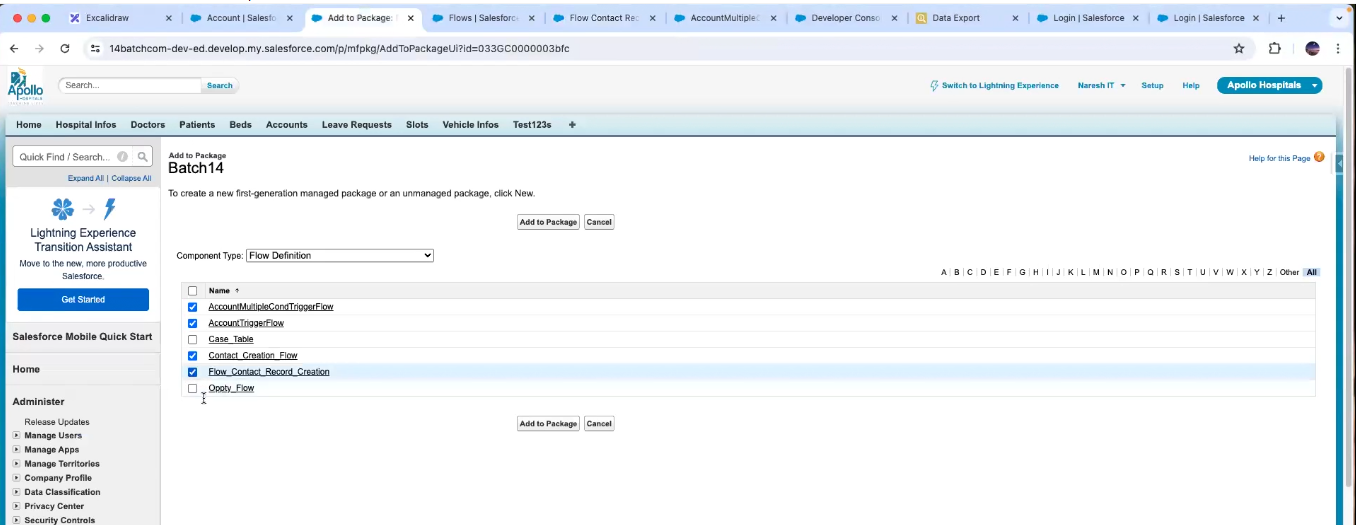 Excalidraw
Account | Salesfo
Add to Package:
Flows | Salesforce
Flow Contact Rec
AccountMultipleC
Developer Conso
Data Export
Login | Salesforce
Login | Salesforce
14batchcom-dev-ed.develop.my.salesforce.com/p/mfpkg/AddToPackageUi?id=033GC0000003bfc
Apollo
HOSPITALS
Search...
Search
Switch to Lightning Experience
Naresh IT
Setup
Help
Apollo Hospitals
Home Hospital Infos Doctors Patients Beds Accounts Leave Requests Slots Vehicle Infos Test123s +
Quick Find / Search...
Expand All | Collapse All
Lightning Experience
Transition Assistant
Move to the new, more productive
Salesforce.
Get Started
Salesforce Mobile Quick Start
Home
Administer
Release Updates
Manage Users
Manage Apps
Manage Territories
Company Profile
Data Classification
Privacy Center
Security Controls
Add to Package
Batch14
Help for this Page
To create a new first-generation managed package or an unmanaged package, click New.
Add to Package Cancel
Component Type: Flow Definition
A | B | C | D | E | F | G | H | I | J | K | L | M | N | O | P | Q | R | S | T | U | V | W | X | Y | Z | Other | All
Name
AccountMultipleCondTriggerFlow
AccountTriggerFlow
Case_Table
Contact_Creation_Flow
Flow_Contact_Record_Creation
Oppty_Flow
Add to Package Cancel